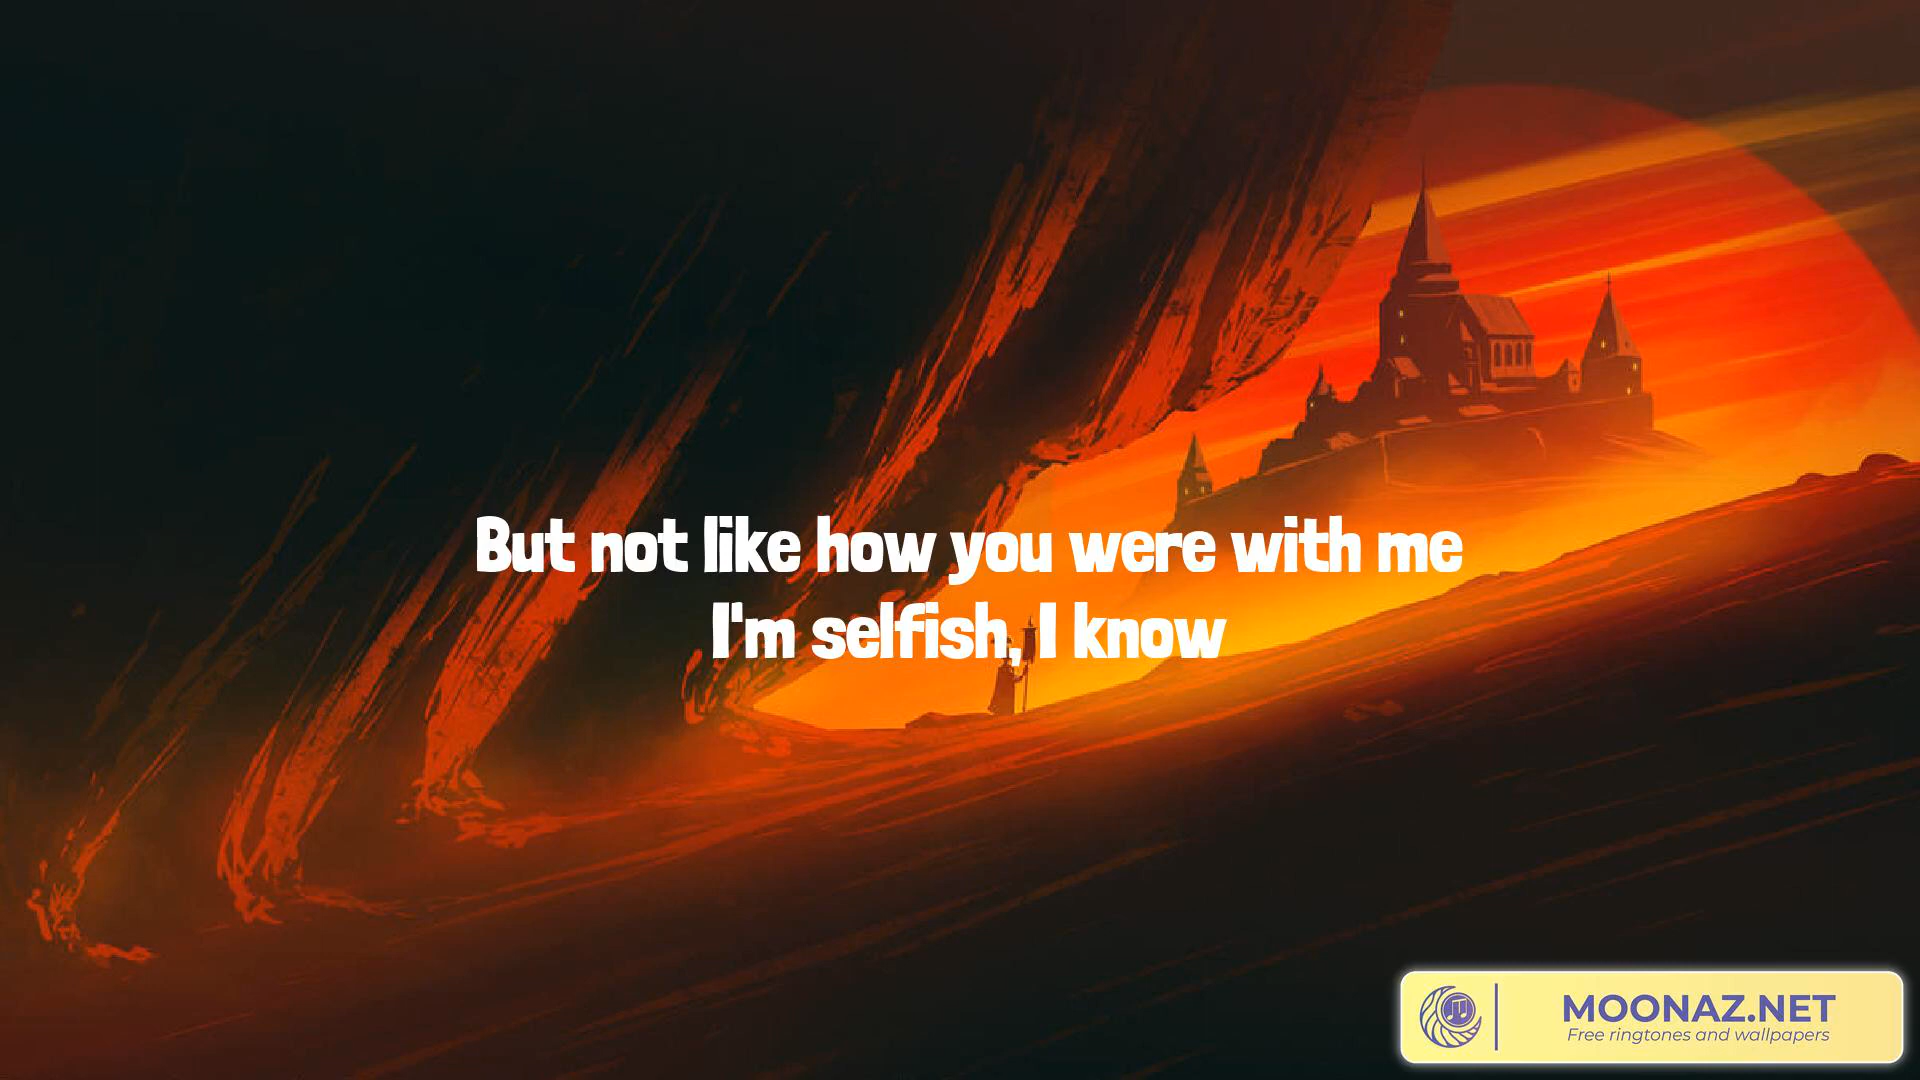 But not like how you were with me
I'm selfish, I know
MOONAZ.NET
Free ringtones and wallpapers